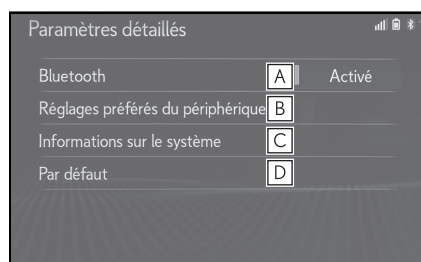 Paramètres détaillés
Bluetooth A Activé
Réglages préférés du périphérique B
Informations sur le système C
Par défaut D